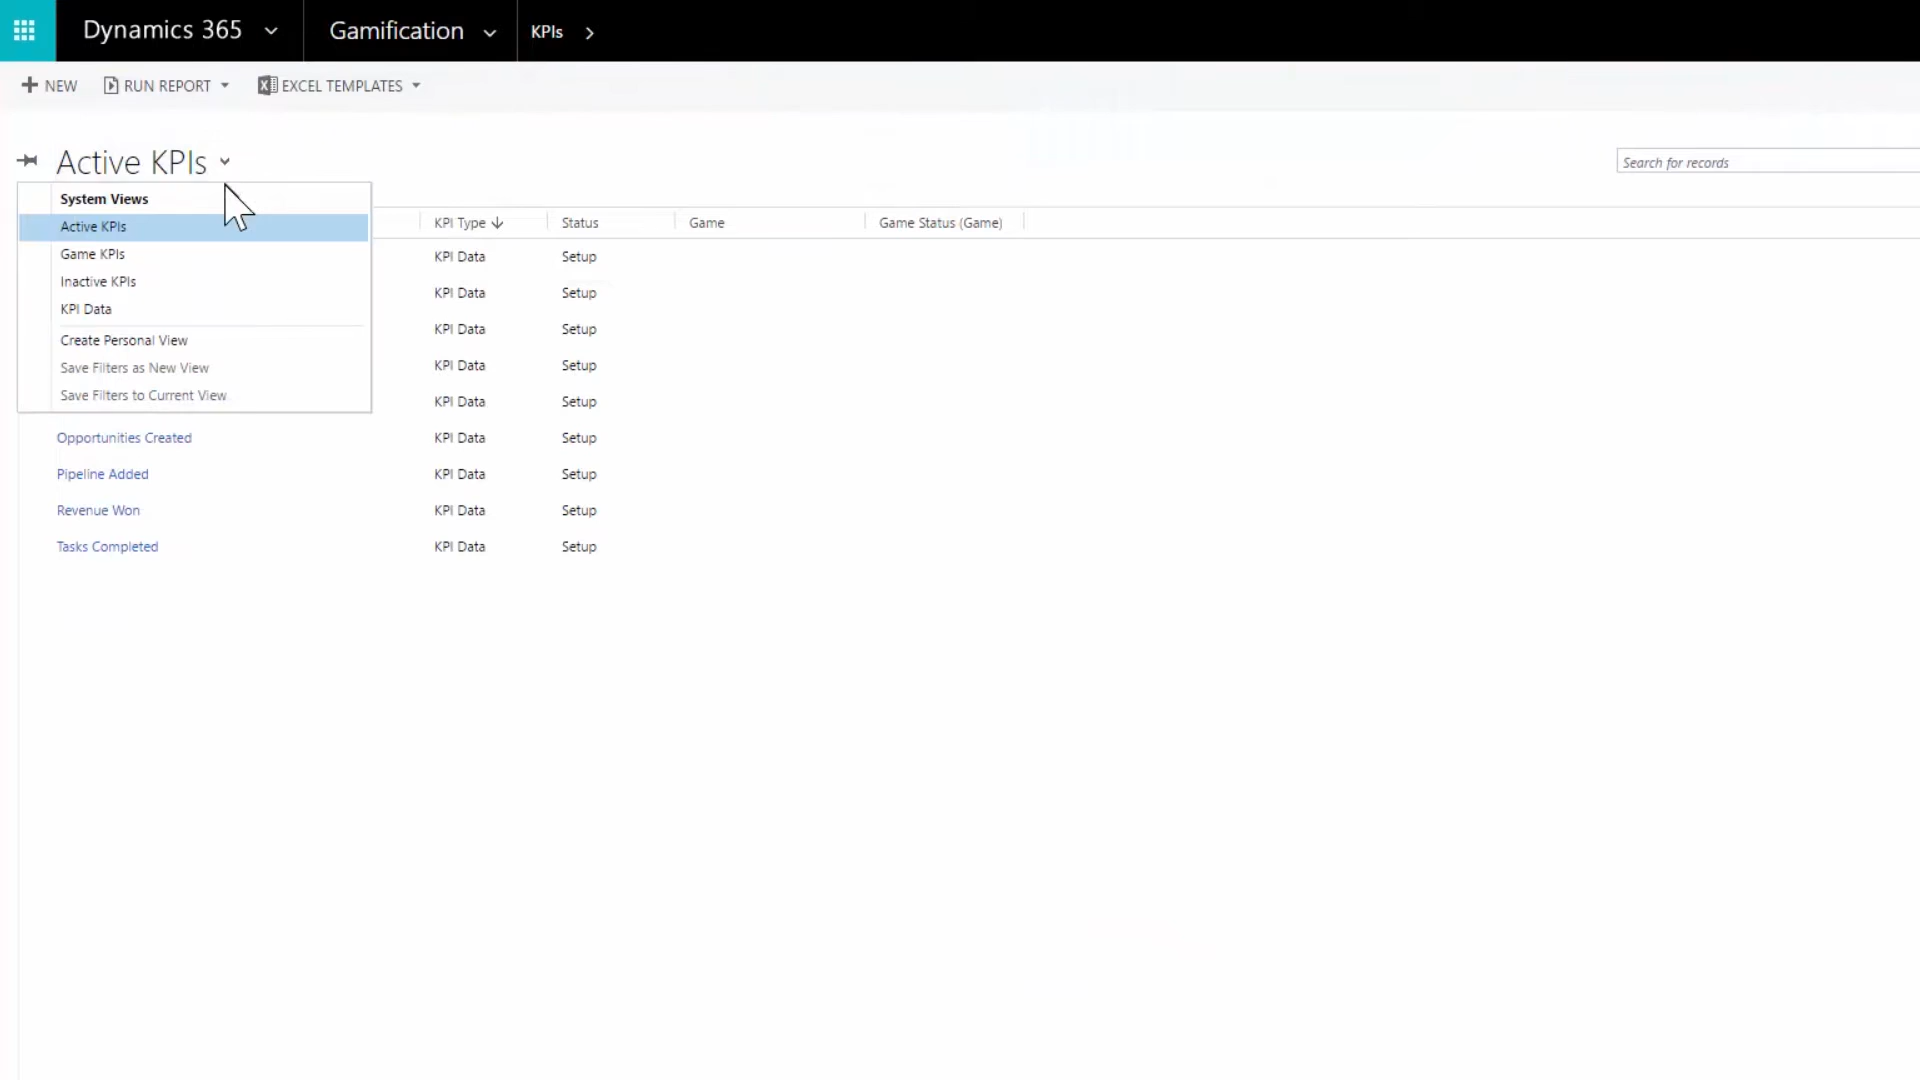 Dynamics 365 Gamification KPIs
NEW RUN REPORT EXCEL TEMPLATES
Active KPIs
Search for records
System Views
Active KPIs
Game KPIs
Inactive KPIs
KPI Data
Create Personal View
Save Filters as New View
Save Filters to Current View
KPI Type Status Game Game Status (Game)
KPI Data Setup
KPI Data Setup
KPI Data Setup
KPI Data Setup
KPI Data Setup
Opportunities Created KPI Data Setup
Pipeline Added KPI Data Setup
Revenue Won KPI Data Setup
Tasks Completed KPI Data Setup